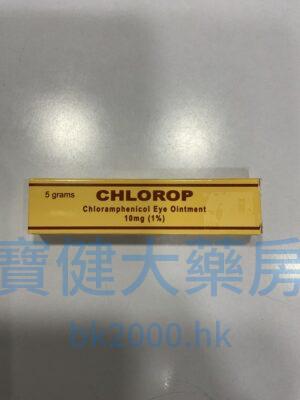 5 grams
CHLOROP
Chloramphenicol Eye Ointment
10mg (1%)
寶健大藥房
bk2000.hk